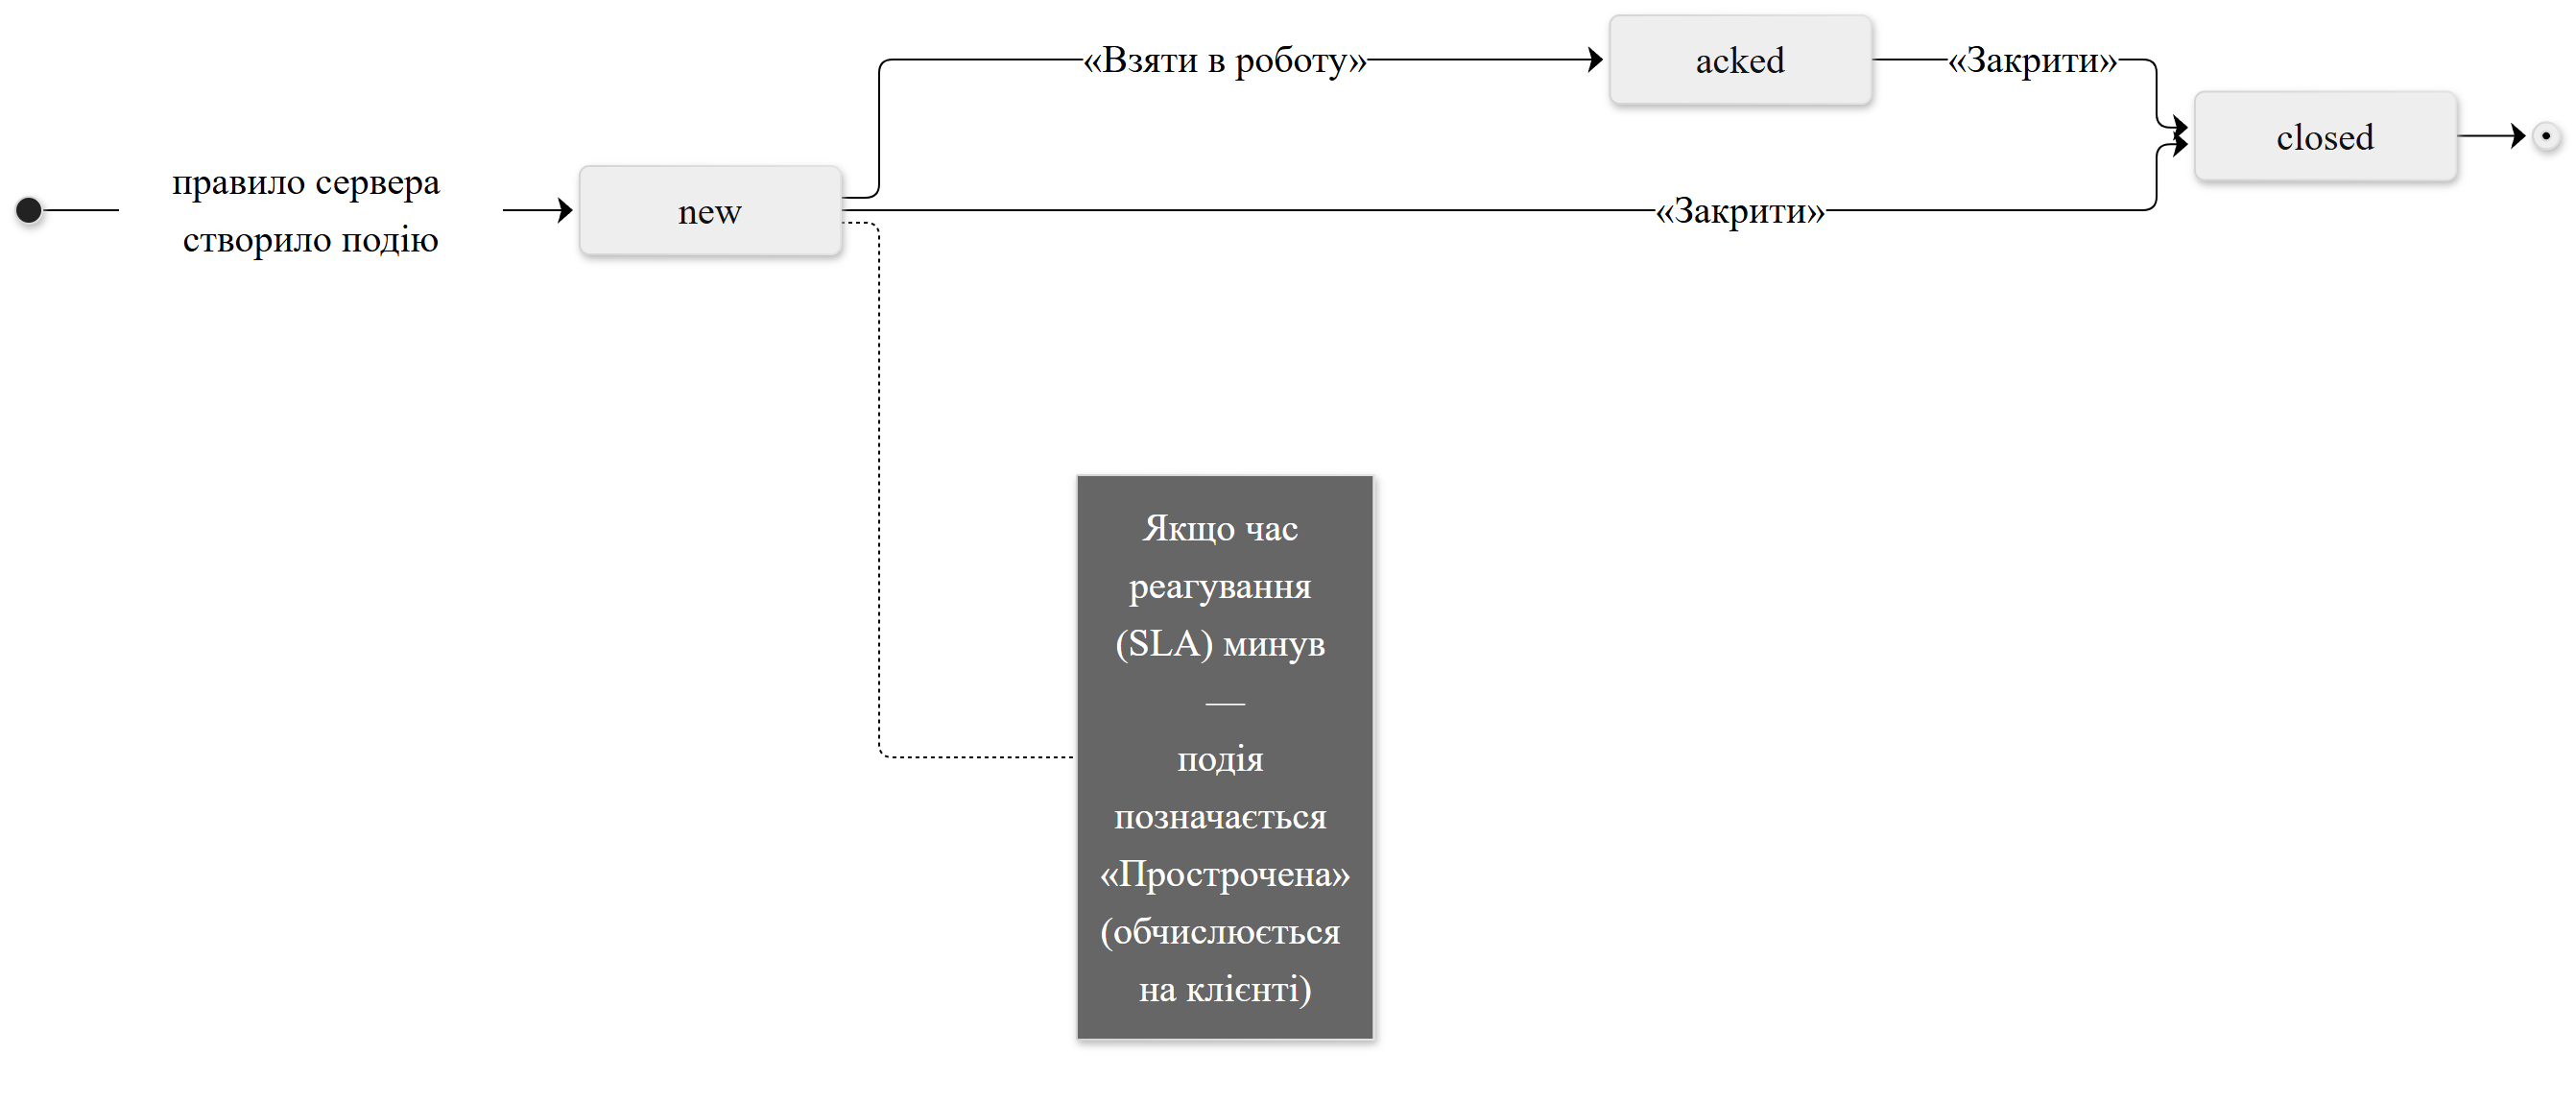 «Взяти в роботу»
acked
«Закрити»
closed
правило сервера
створило подію
new
«Закрити»
Якщо час
реагування
(SLA) минув
—
подія
позначається
«Прострочена»
(обчислюється
на клієнті)